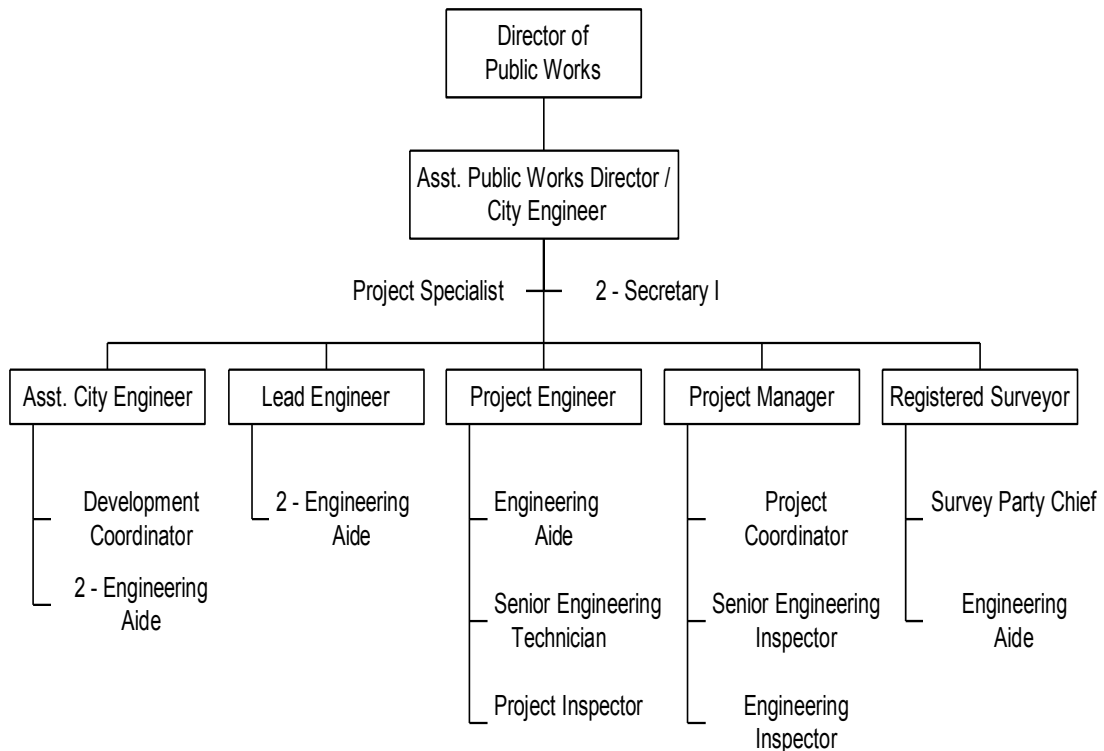 Director of
Public Works
Asst. Public Works Director /
City Engineer
Project Specialist
2 - Secretary I
Asst. City Engineer
Lead Engineer
Project Engineer
Project Manager
Registered Surveyor
Development
Coordinator
2 - Engineering
Aide
2 - Engineering
Aide
Engineering
Aide
Senior Engineering
Technician
Project Inspector
Project
Coordinator
Senior Engineering
Inspector
Engineering
Inspector
Survey Party Chief
Engineering
Aide